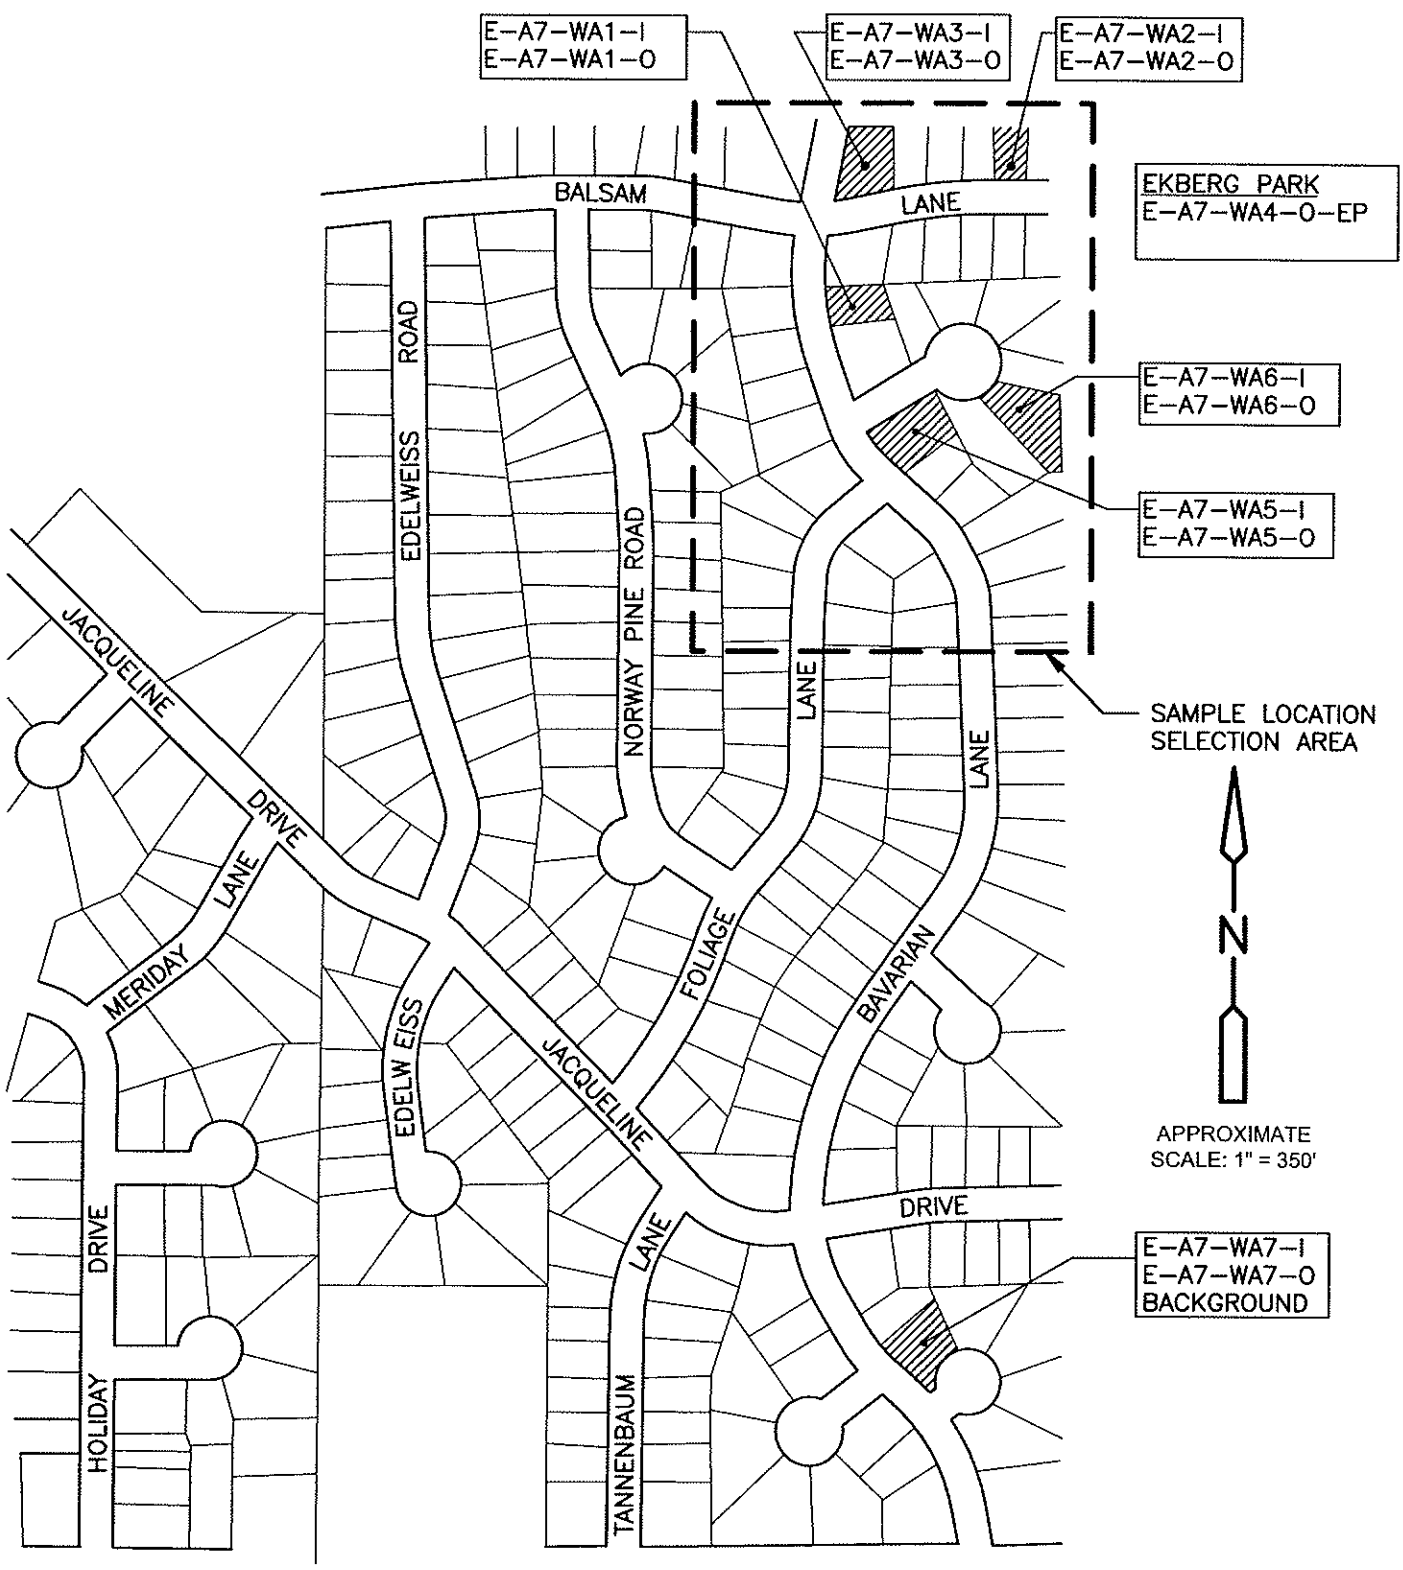 E-A7-WA1-I
E-A7-WA1-O
E-A7-WA3-I
E-A7-WA3-O
E-A7-WA2-I
E-A7-WA2-O
EKBERG PARK
E-A7-WA4-O-EP
BALSAM
LANE
EDELWEISS ROAD
E-A7-WA6-I
E-A7-WA6-O
E-A7-WA5-I
E-A7-WA5-O
NORWAY PINE ROAD
JACQUELINE
DRIVE
LANE
LANE
SAMPLE LOCATION
SELECTION AREA
N
APPROXIMATE
SCALE: 1" = 350'
LANE
MERIDAY
FOLIAGE
BAVARIAN
EDELW EISS
JACQUELINE
DRIVE
DRIVE
LANE
HOLIDAY
TANNENBAUM
E-A7-WA7-I
E-A7-WA7-O
BACKGROUND